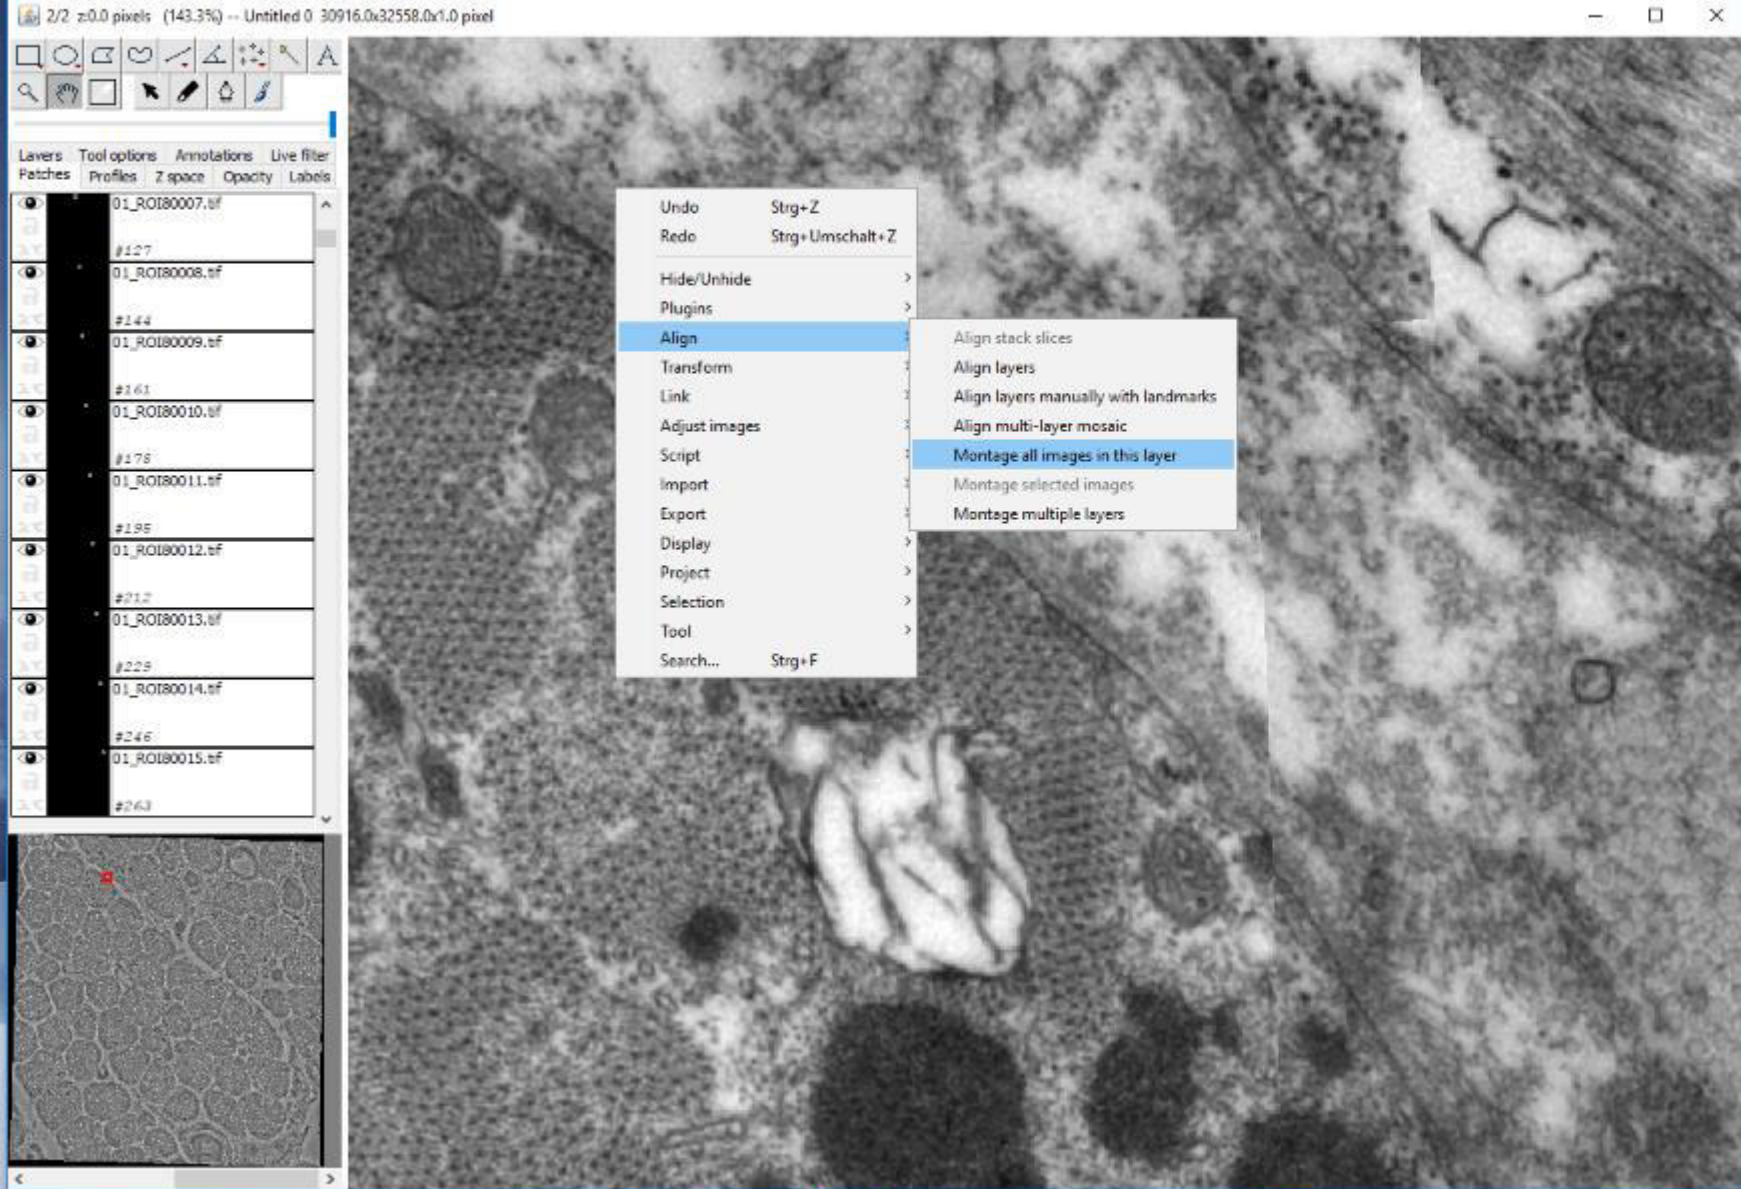 2/2 z:0.0 pixels (143.3%) -- Untitled 0 30916.0x32558.0x1.0 pixel
A
Layers Tool options Annotations Live filter
Patches Profiles Z space Opacity Labels
01_ROI80007.tif
#127
01_ROI80008.tif
#144
01_ROI80009.tif
#161
01_ROI80010.tif
#178
01_ROI80011.tif
#195
01_ROI80012.tif
#212
01_ROI80013.tif
#229
01_ROI80014.tif
#246
01_ROI80015.tif
#263
Undo Strg+Z
Redo Strg+Umschalt+Z
Hide/Unhide
Plugins
Align
Transform
Link
Adjust images
Script
Import
Export
Display
Project
Selection
Tool
Search... Strg+F
Align stack slices
Align layers
Align layers manually with landmarks
Align multi-layer mosaic
Montage all images in this layer
Montage selected images
Montage multiple layers